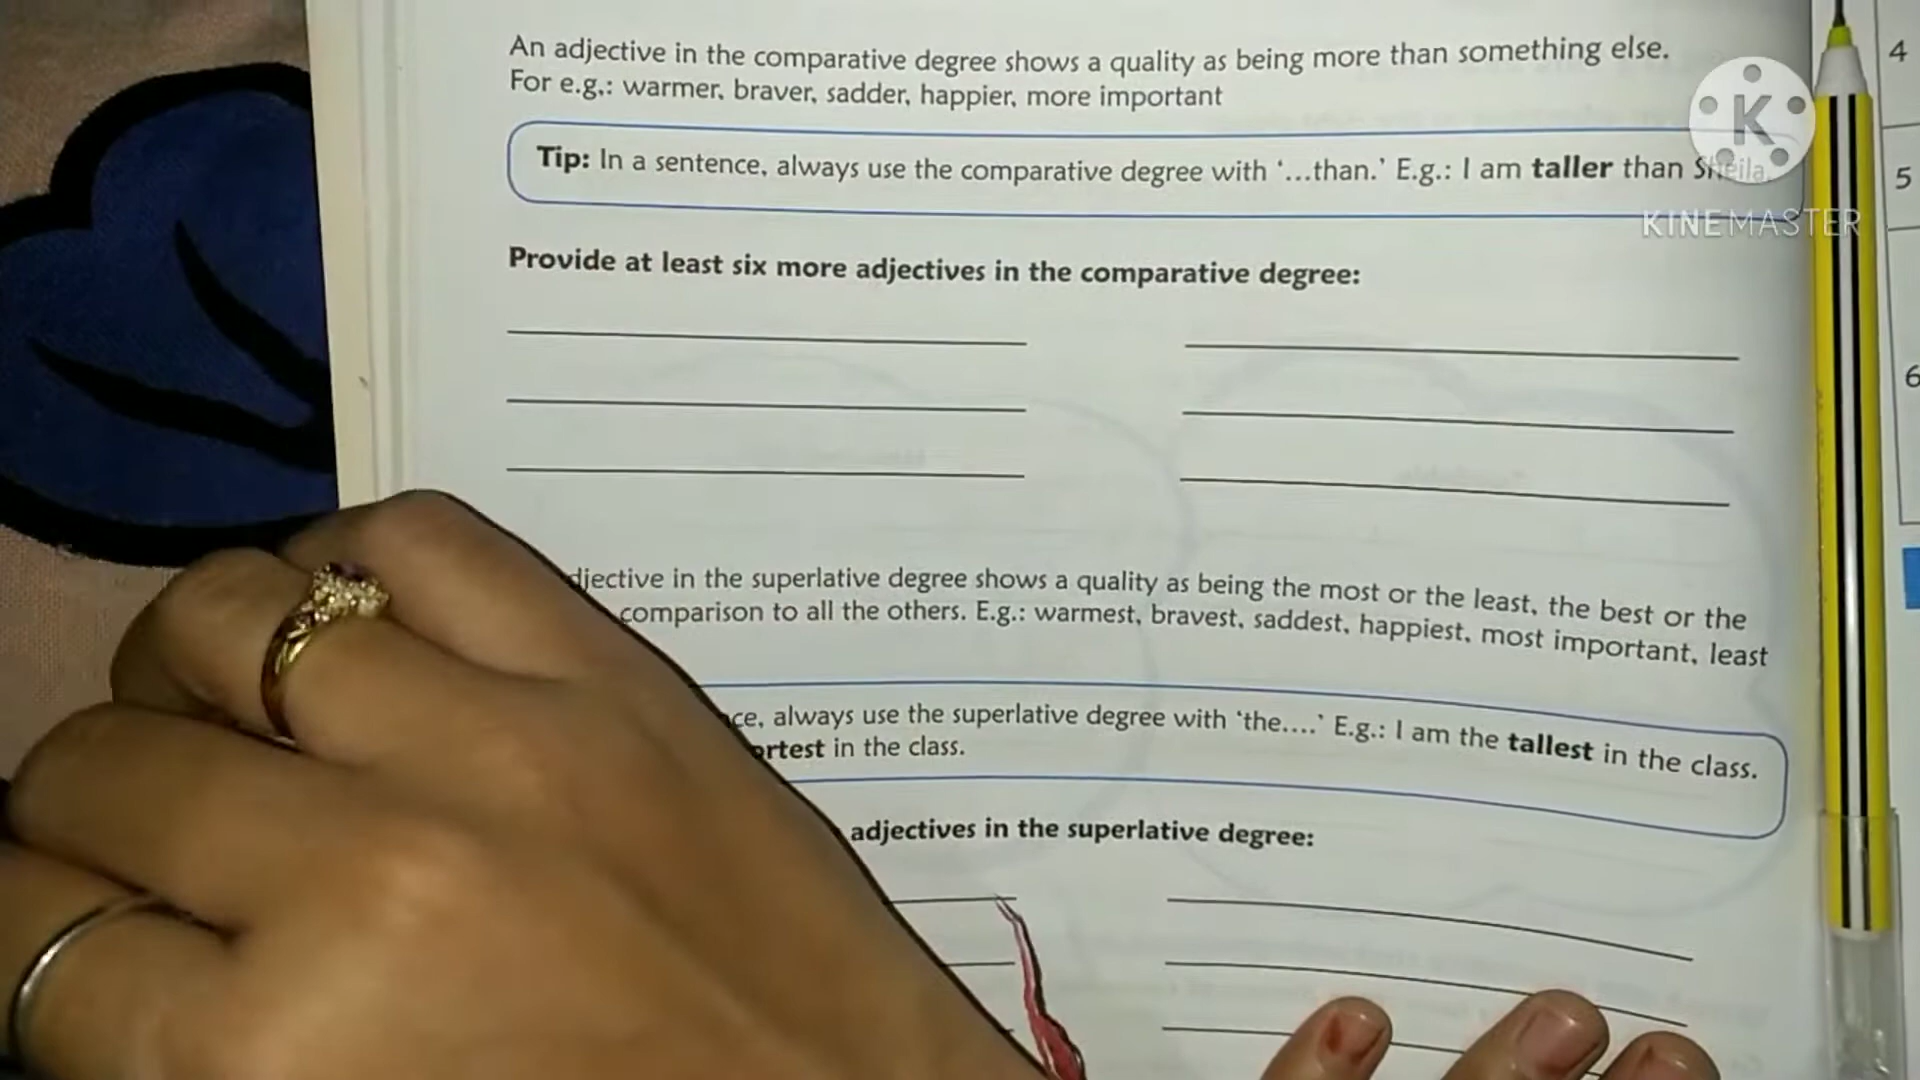 An adjective in the comparative degree shows a quality as being more than something else.
For e.g.: warmer, braver, sadder, happier, more important
Tip: In a sentence, always use the comparative degree with ‘...than.’ E.g.: I am taller than Sheila.
K
KINEMASTER
Provide at least six more adjectives in the comparative degree:
djective in the superlative degree shows a quality as being the most or the least, the best or the
comparison to all the others. E.g.: warmest, bravest, saddest, happiest, most important, least
ce, always use the superlative degree with ‘the....’ E.g.: I am the tallest in the class.
ortest in the class.
adjectives in the superlative degree:
4
5
6